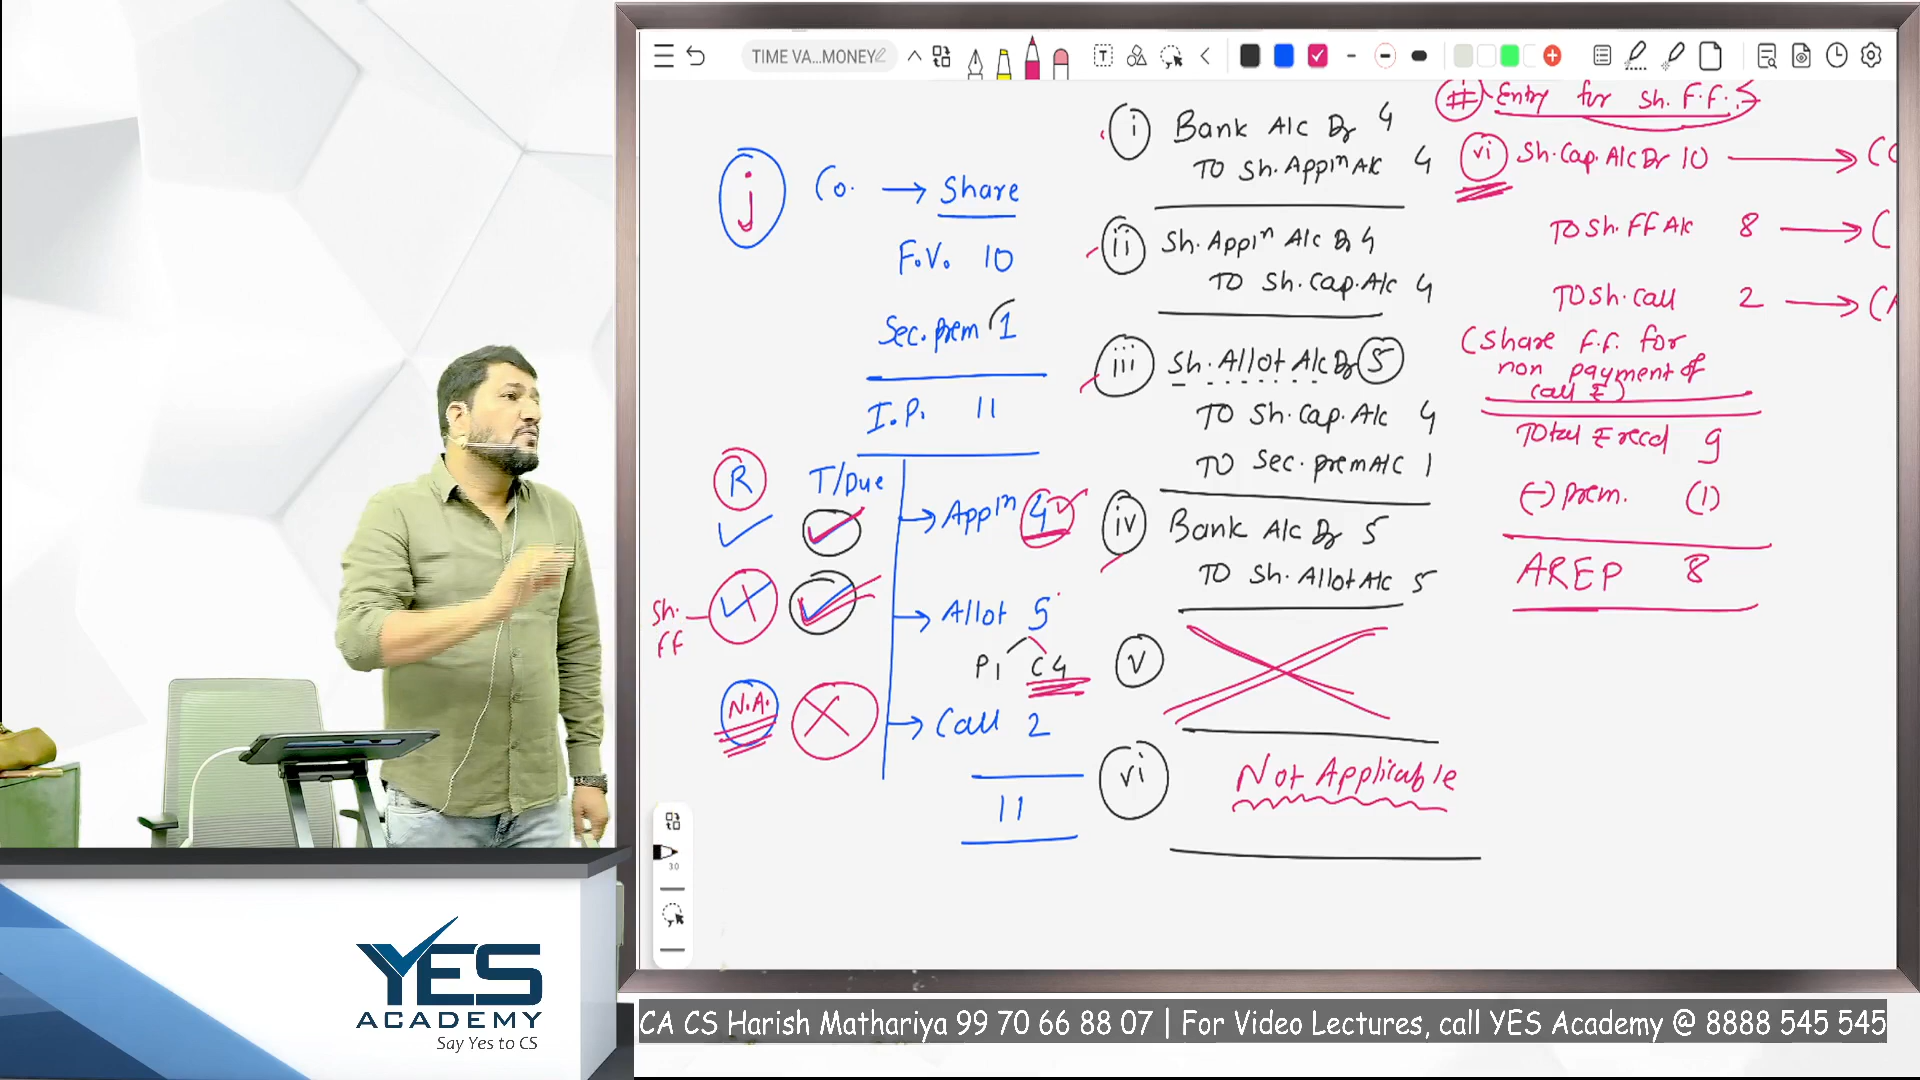 TIME VA...MONEY
T
j Co. → Share
F.V. 10
Sec. prem 1
I.P. 11
R T/Due
→ Appln 4
Sh. FF
→ Allot 5
P1 C4
N.A. → Call 2
11
i Bank A/c Dr 4
To Sh. Appln A/c 4
ii Sh. Appln A/c Dr 4
To Sh. Cap. A/c 4
iii Sh. Allot A/c Dr 5
To Sh. Cap. A/c 4
To Sec. prem A/c 1
iv Bank A/c Dr 5
To Sh. Allot A/c 5
v
vi Not Applicable
# Entry for Sh. F.F. :→
vi Sh. Cap. A/c Dr 10 →
To Sh. FF A/c 8 →
To Sh. Call 2 →
(Share F.F. for
non payment of
call ₹)
Total ₹ recd 9
(-) prem. (1)
AREP 8
30
YES
ACADEMY
Say Yes to CS
CA CS Harish Mathariya 99 70 66 88 07 | For Video Lectures, call YES Academy @ 8888 545 545